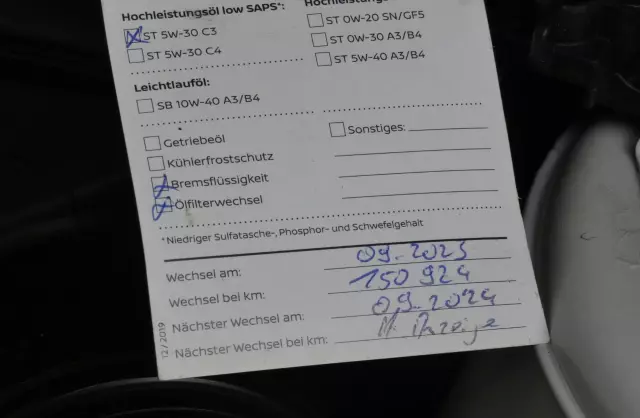 Hochleistungsöl low SAPS*:
ST 5W-30 C3
ST 5W-30 C4
ST 0W-20 SN/GF5
ST 0W-30 A3/B4
ST 5W-40 A3/B4
Leichtlauföl:
SB 10W-40 A3/B4
Getriebeöl
Kühlerfrostschutz
Bremsflüssigkeit
Ölfilterwechsel
Sonstiges:
*Niedriger Sulfatasche-, Phosphor- und Schwefelgehalt
Wechsel am: 09.2023
Wechsel bei km: 150 924
Nächster Wechsel am: 09.2024
Nächster Wechsel bei km: N. Anzeige
12/2019